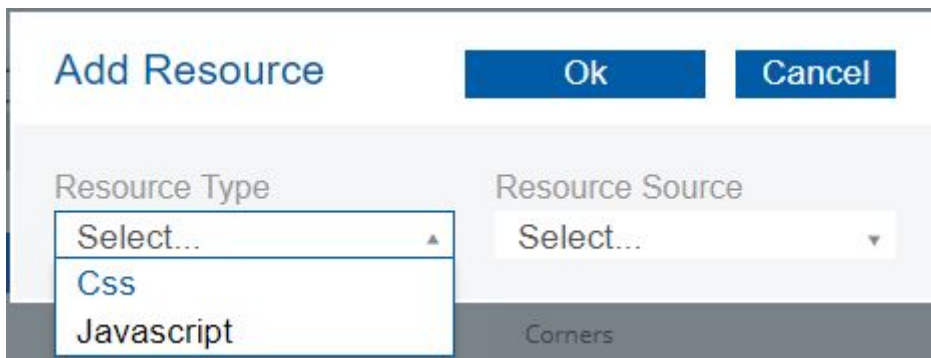 Add Resource Ok Cancel
Resource Type Resource Source
Select... Select...
Css
Javascript Corners